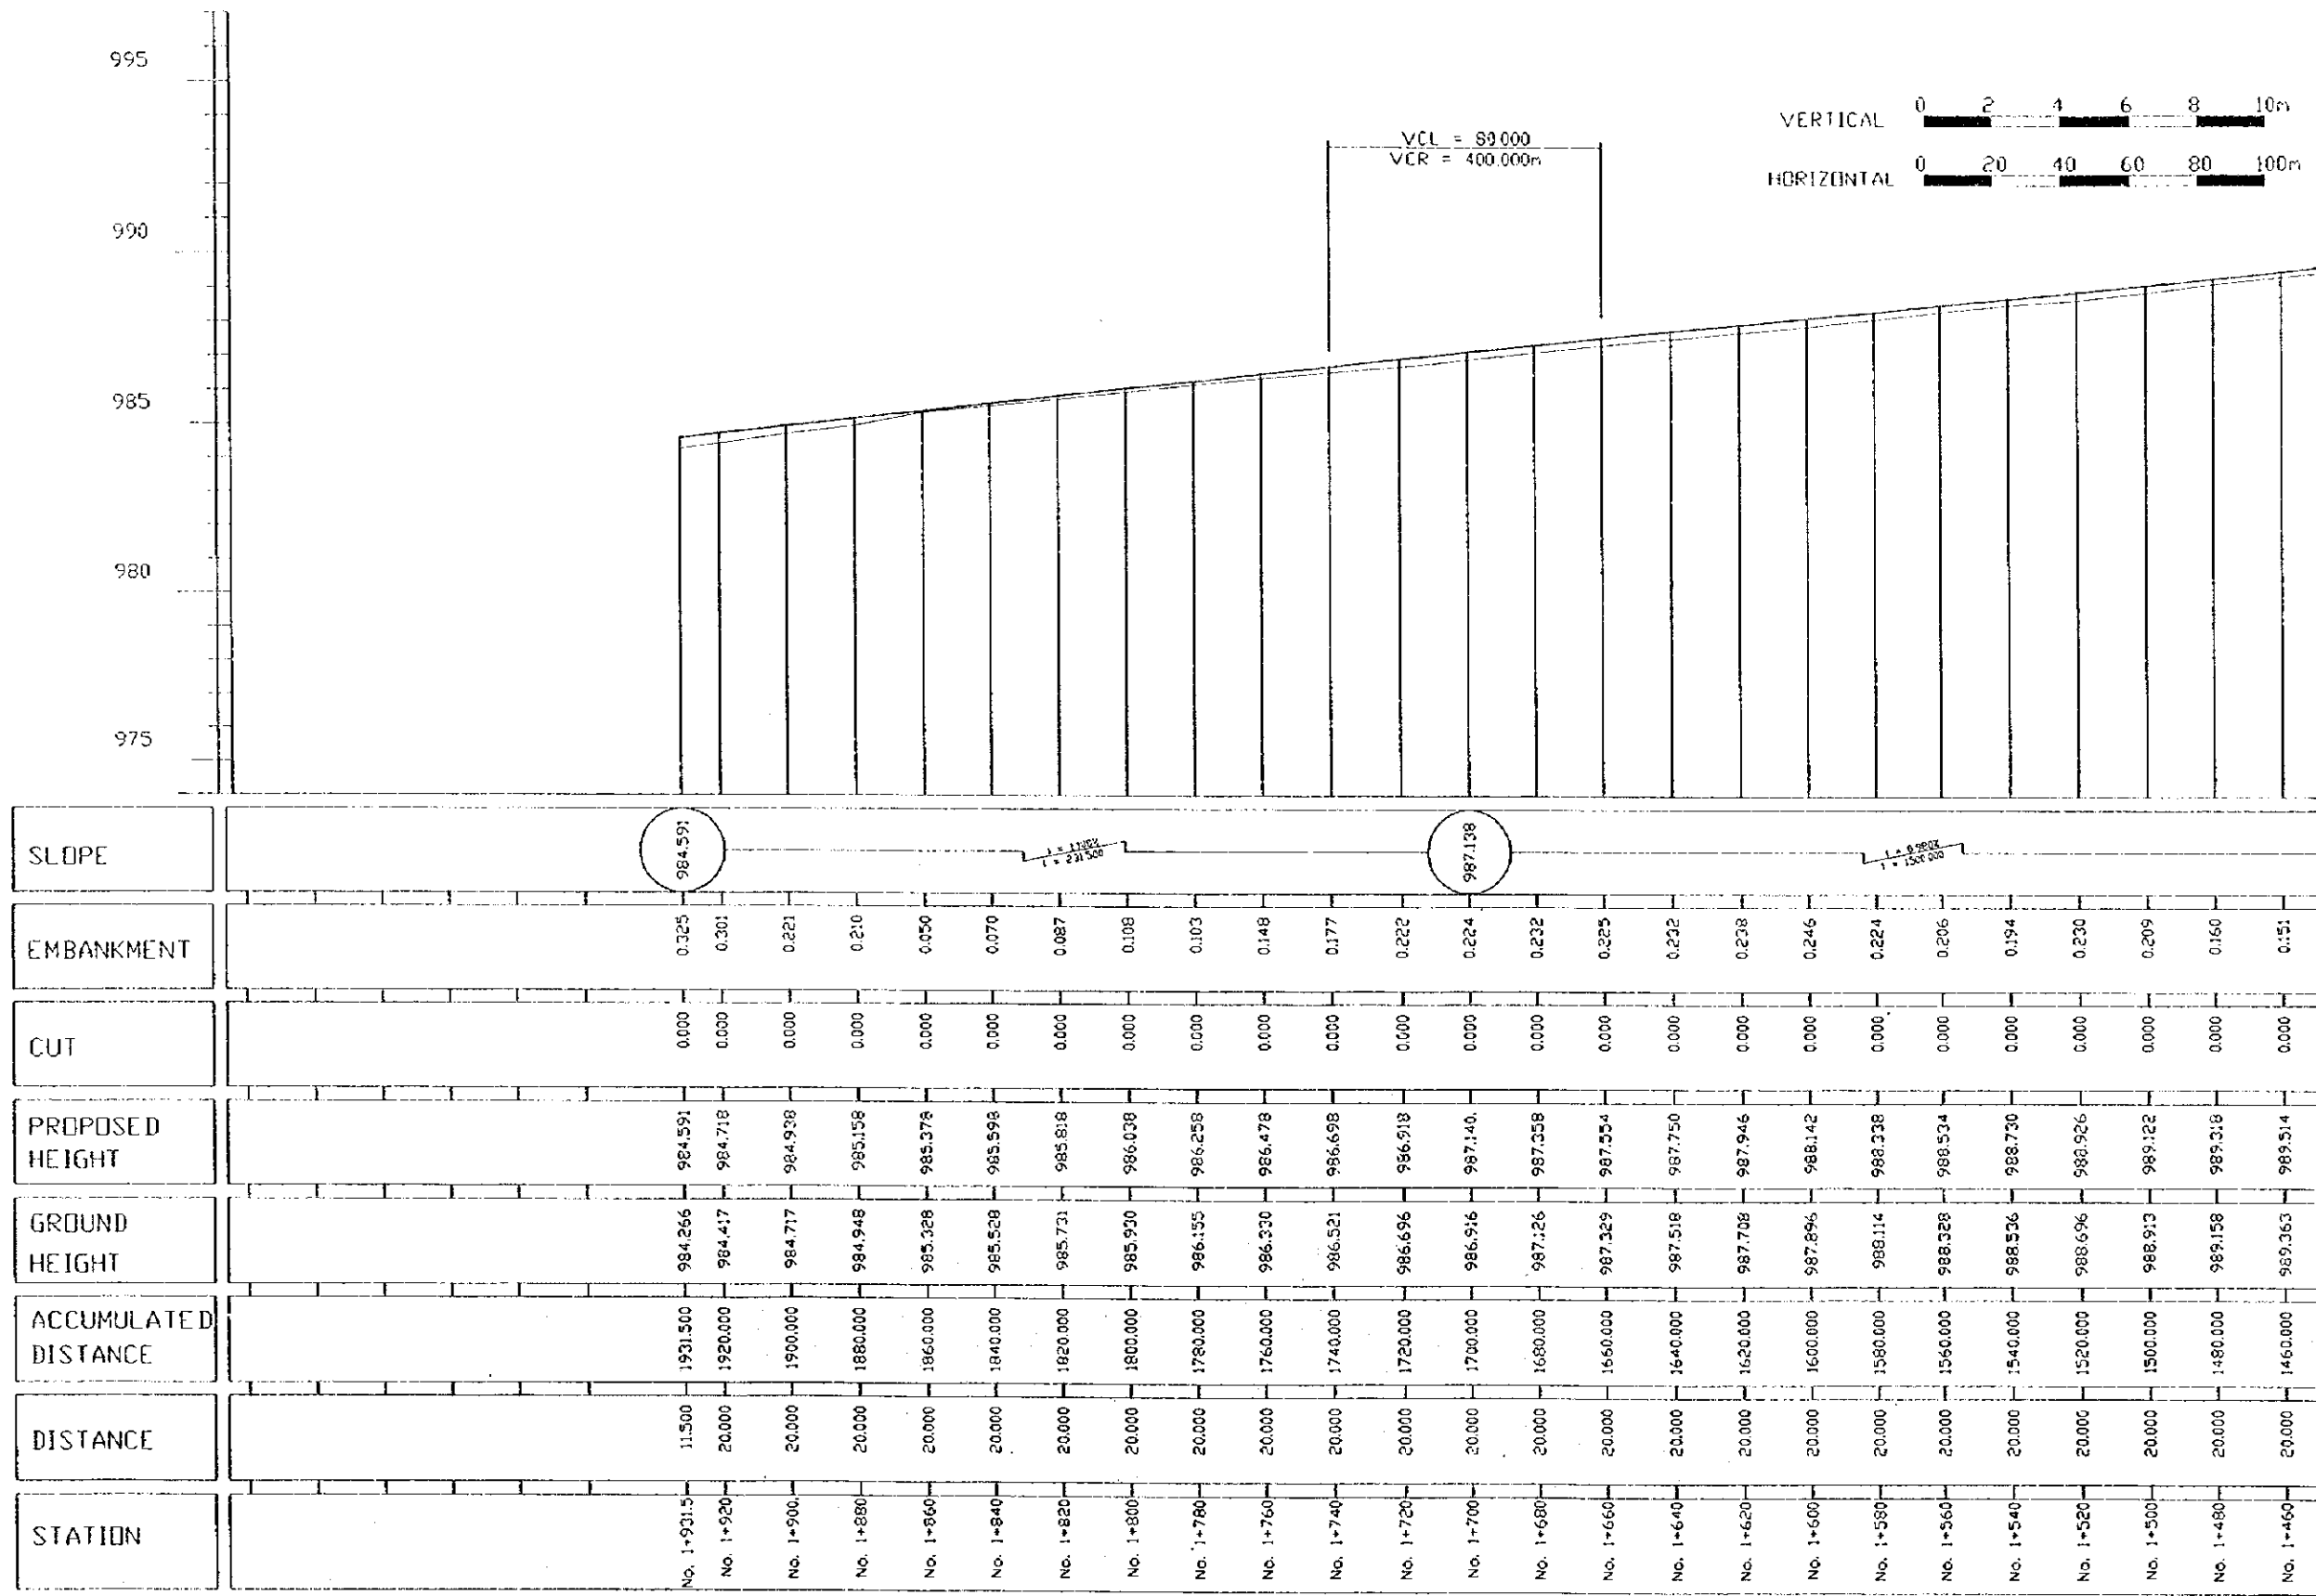 995
990
985
980
975
VCL = 80.000
VCR = 400.000m
VERTICAL 0 2 4 6 8 10m
HORIZONTAL 0 20 40 60 80 100m
SLOPE 984.591 987.138
l = 231.500
l = 1500.000
EMBANKMENT 0.325 0.301 0.221 0.210 0.050 0.070 0.087 0.108 0.103 0.148 0.177 0.222 0.224 0.232 0.225 0.232 0.238 0.246 0.224 0.206 0.194 0.230 0.209 0.160 0.151
CUT 0.000 0.000 0.000 0.000 0.000 0.000 0.000 0.000 0.000 0.000 0.000 0.000 0.000 0.000 0.000 0.000 0.000 0.000 0.000 0.000 0.000 0.000 0.000 0.000 0.000
PROPOSED
HEIGHT 984.591 984.718 984.938 985.158 985.378 985.598 985.818 986.038 986.258 986.478 986.698 986.918 987.140 987.358 987.554 987.750 987.946 988.142 988.338 988.534 988.730 988.926 989.122 989.318 989.514
GROUND
HEIGHT 984.266 984.417 984.717 984.948 985.328 985.528 985.731 985.930 986.155 986.330 986.521 986.696 986.916 987.126 987.329 987.518 987.708 987.896 988.114 988.328 988.536 988.696 988.913 989.158 989.363
ACCUMULATED
DISTANCE 1931.500 1920.000 1900.000 1880.000 1860.000 1840.000 1820.000 1800.000 1780.000 1760.000 1740.000 1720.000 1700.000 1680.000 1660.000 1640.000 1620.000 1600.000 1580.000 1560.000 1540.000 1520.000 1500.000 1480.000 1460.000
DISTANCE 11.500 20.000 20.000 20.000 20.000 20.000 20.000 20.000 20.000 20.000 20.000 20.000 20.000 20.000 20.000 20.000 20.000 20.000 20.000 20.000 20.000 20.000 20.000 20.000 20.000
STATION No. 1+931.5 No. 1+920 No. 1+900. No. 1+880 No. 1+860 No. 1+840 No. 1+820 No. 1+800 No. 1+780 No. 1+760 No. 1+740 No. 1+720 No. 1+700 No. 1+680 No. 1+660 No. 1+640 No. 1+620 No. 1+600 No. 1+580 No. 1+560 No. 1+540 No. 1+520 No. 1+500 No. 1+480 No. 1+460